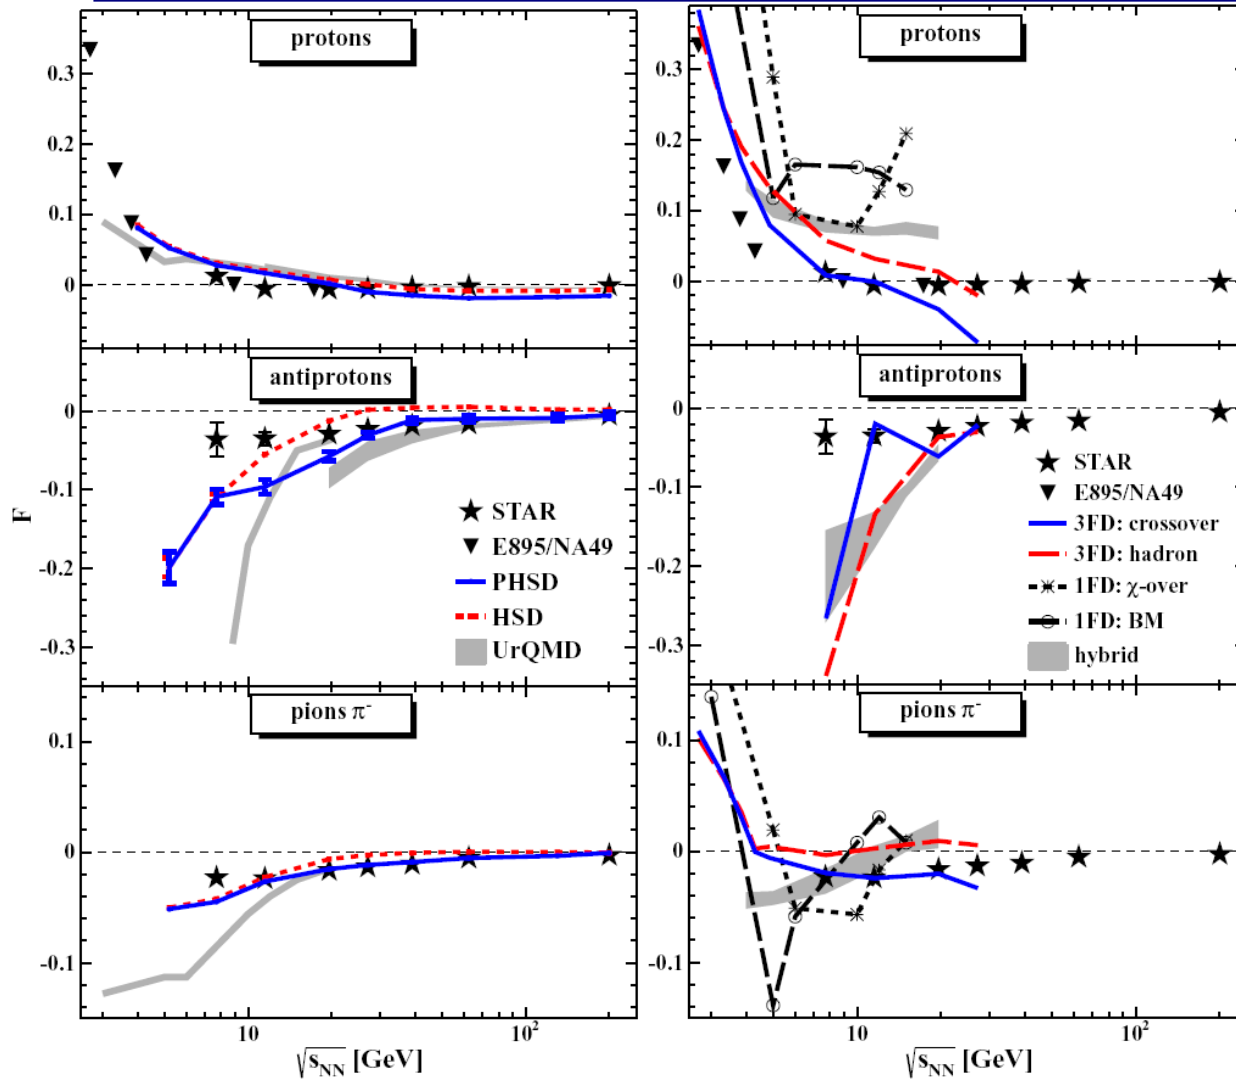 protons
0.3
0.2
0.1
0
antiprotons
0
-0.1
-0.2
-0.3
F
STAR
E895/NA49
PHSD
HSD
UrQMD
pions π⁻
0.1
0
-0.1
10
10²
√s_NN [GeV]
protons
0.3
0.2
0.1
0
antiprotons
0
-0.1
-0.2
-0.3
STAR
E895/NA49
3FD: crossover
3FD: hadron
1FD: χ-over
1FD: BM
hybrid
pions π⁻
0.1
0
-0.1
10
10²
√s_NN [GeV]